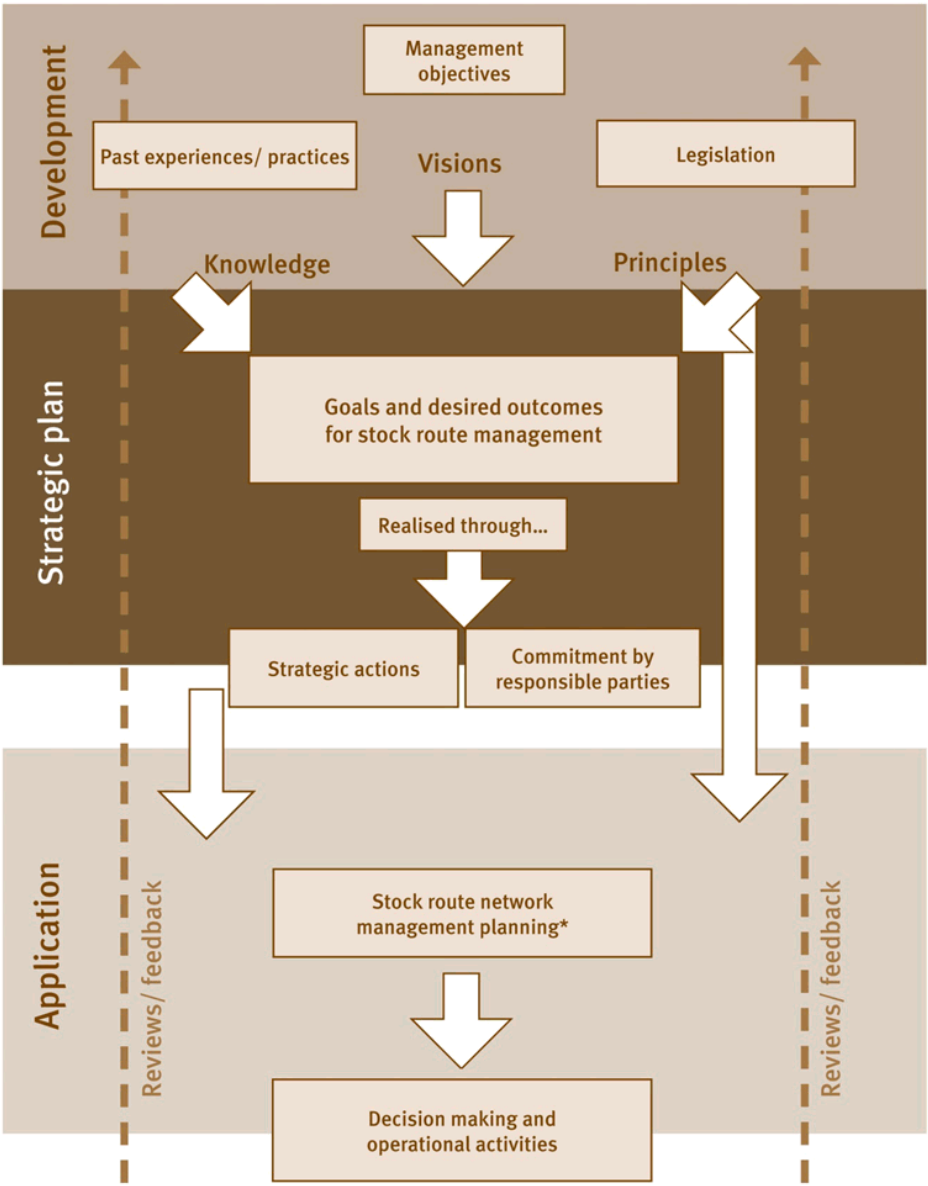 Development
Management
objectives
Past experiences/ practices
Legislation
Visions
Knowledge
Principles
Strategic plan
Goals and desired outcomes
for stock route management
Realised through…
Strategic actions
Commitment by
responsible parties
Application
Reviews/ feedback
Stock route network
management planning*
Reviews/ feedback
Decision making and
operational activities